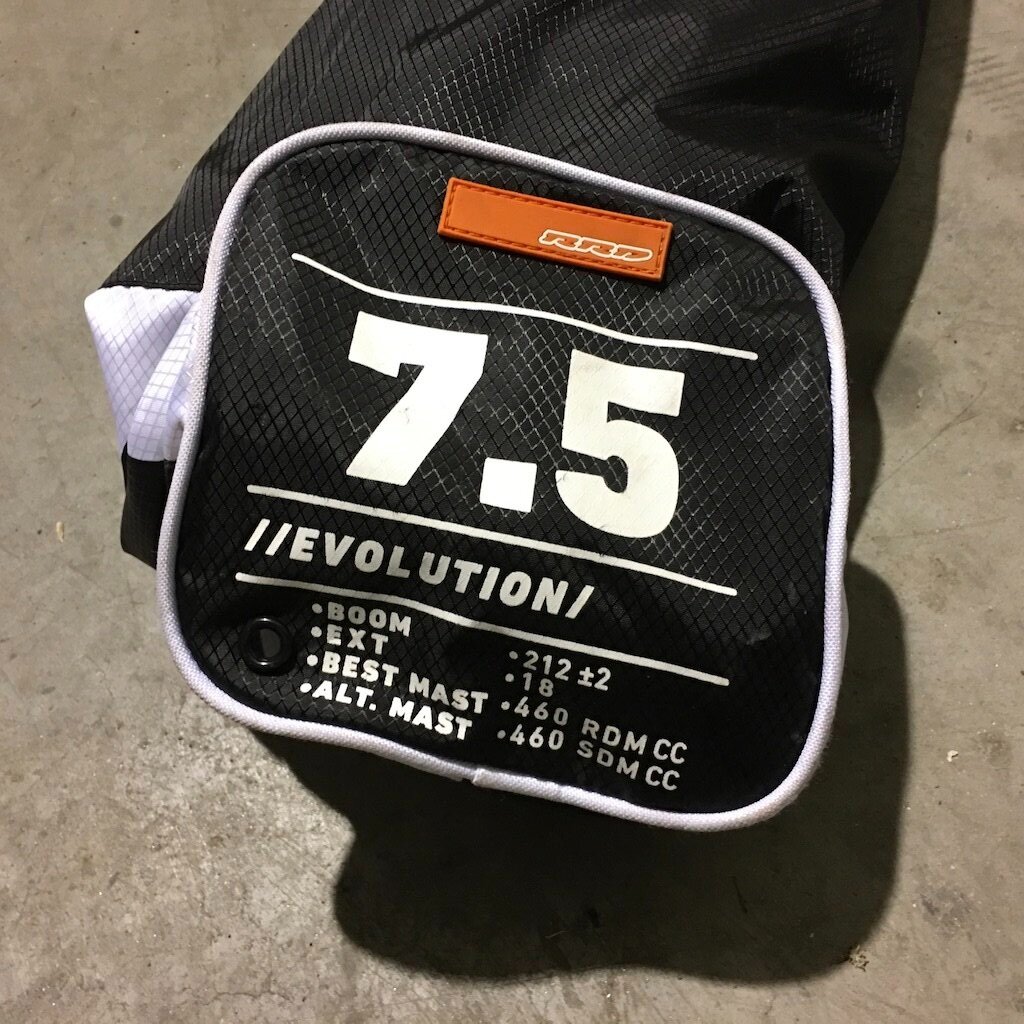 RRD
7.5
//EVOLUTION/
•BOOM •212 ±2
•EXT •18
•BEST MAST •460 RDM CC
•ALT. MAST •460 SDM CC